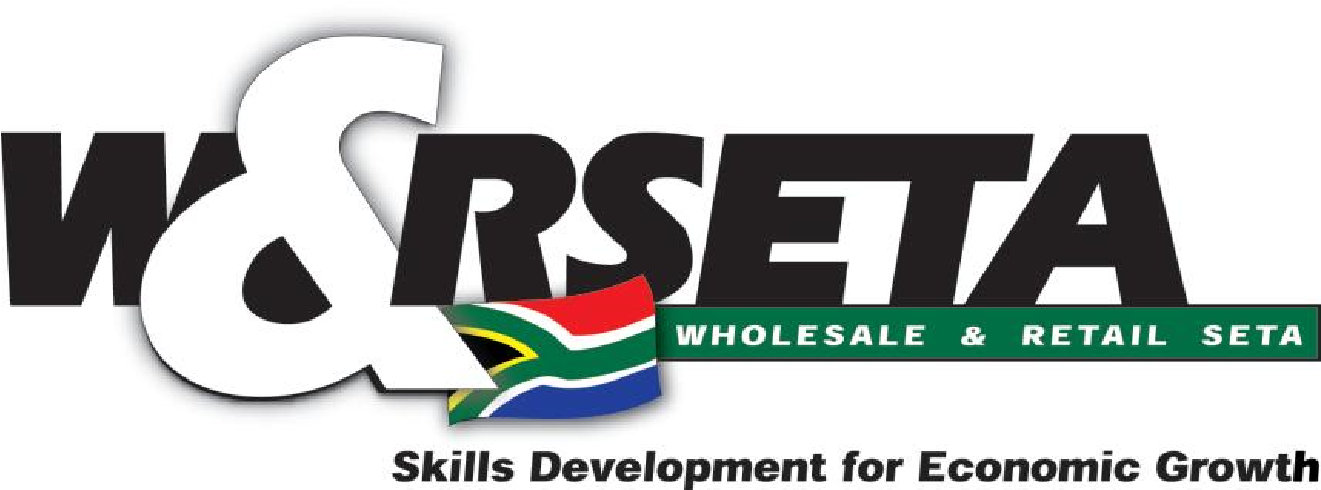 W&RSETA
WHOLESALE & RETAIL SETA
Skills Development for Economic Growth